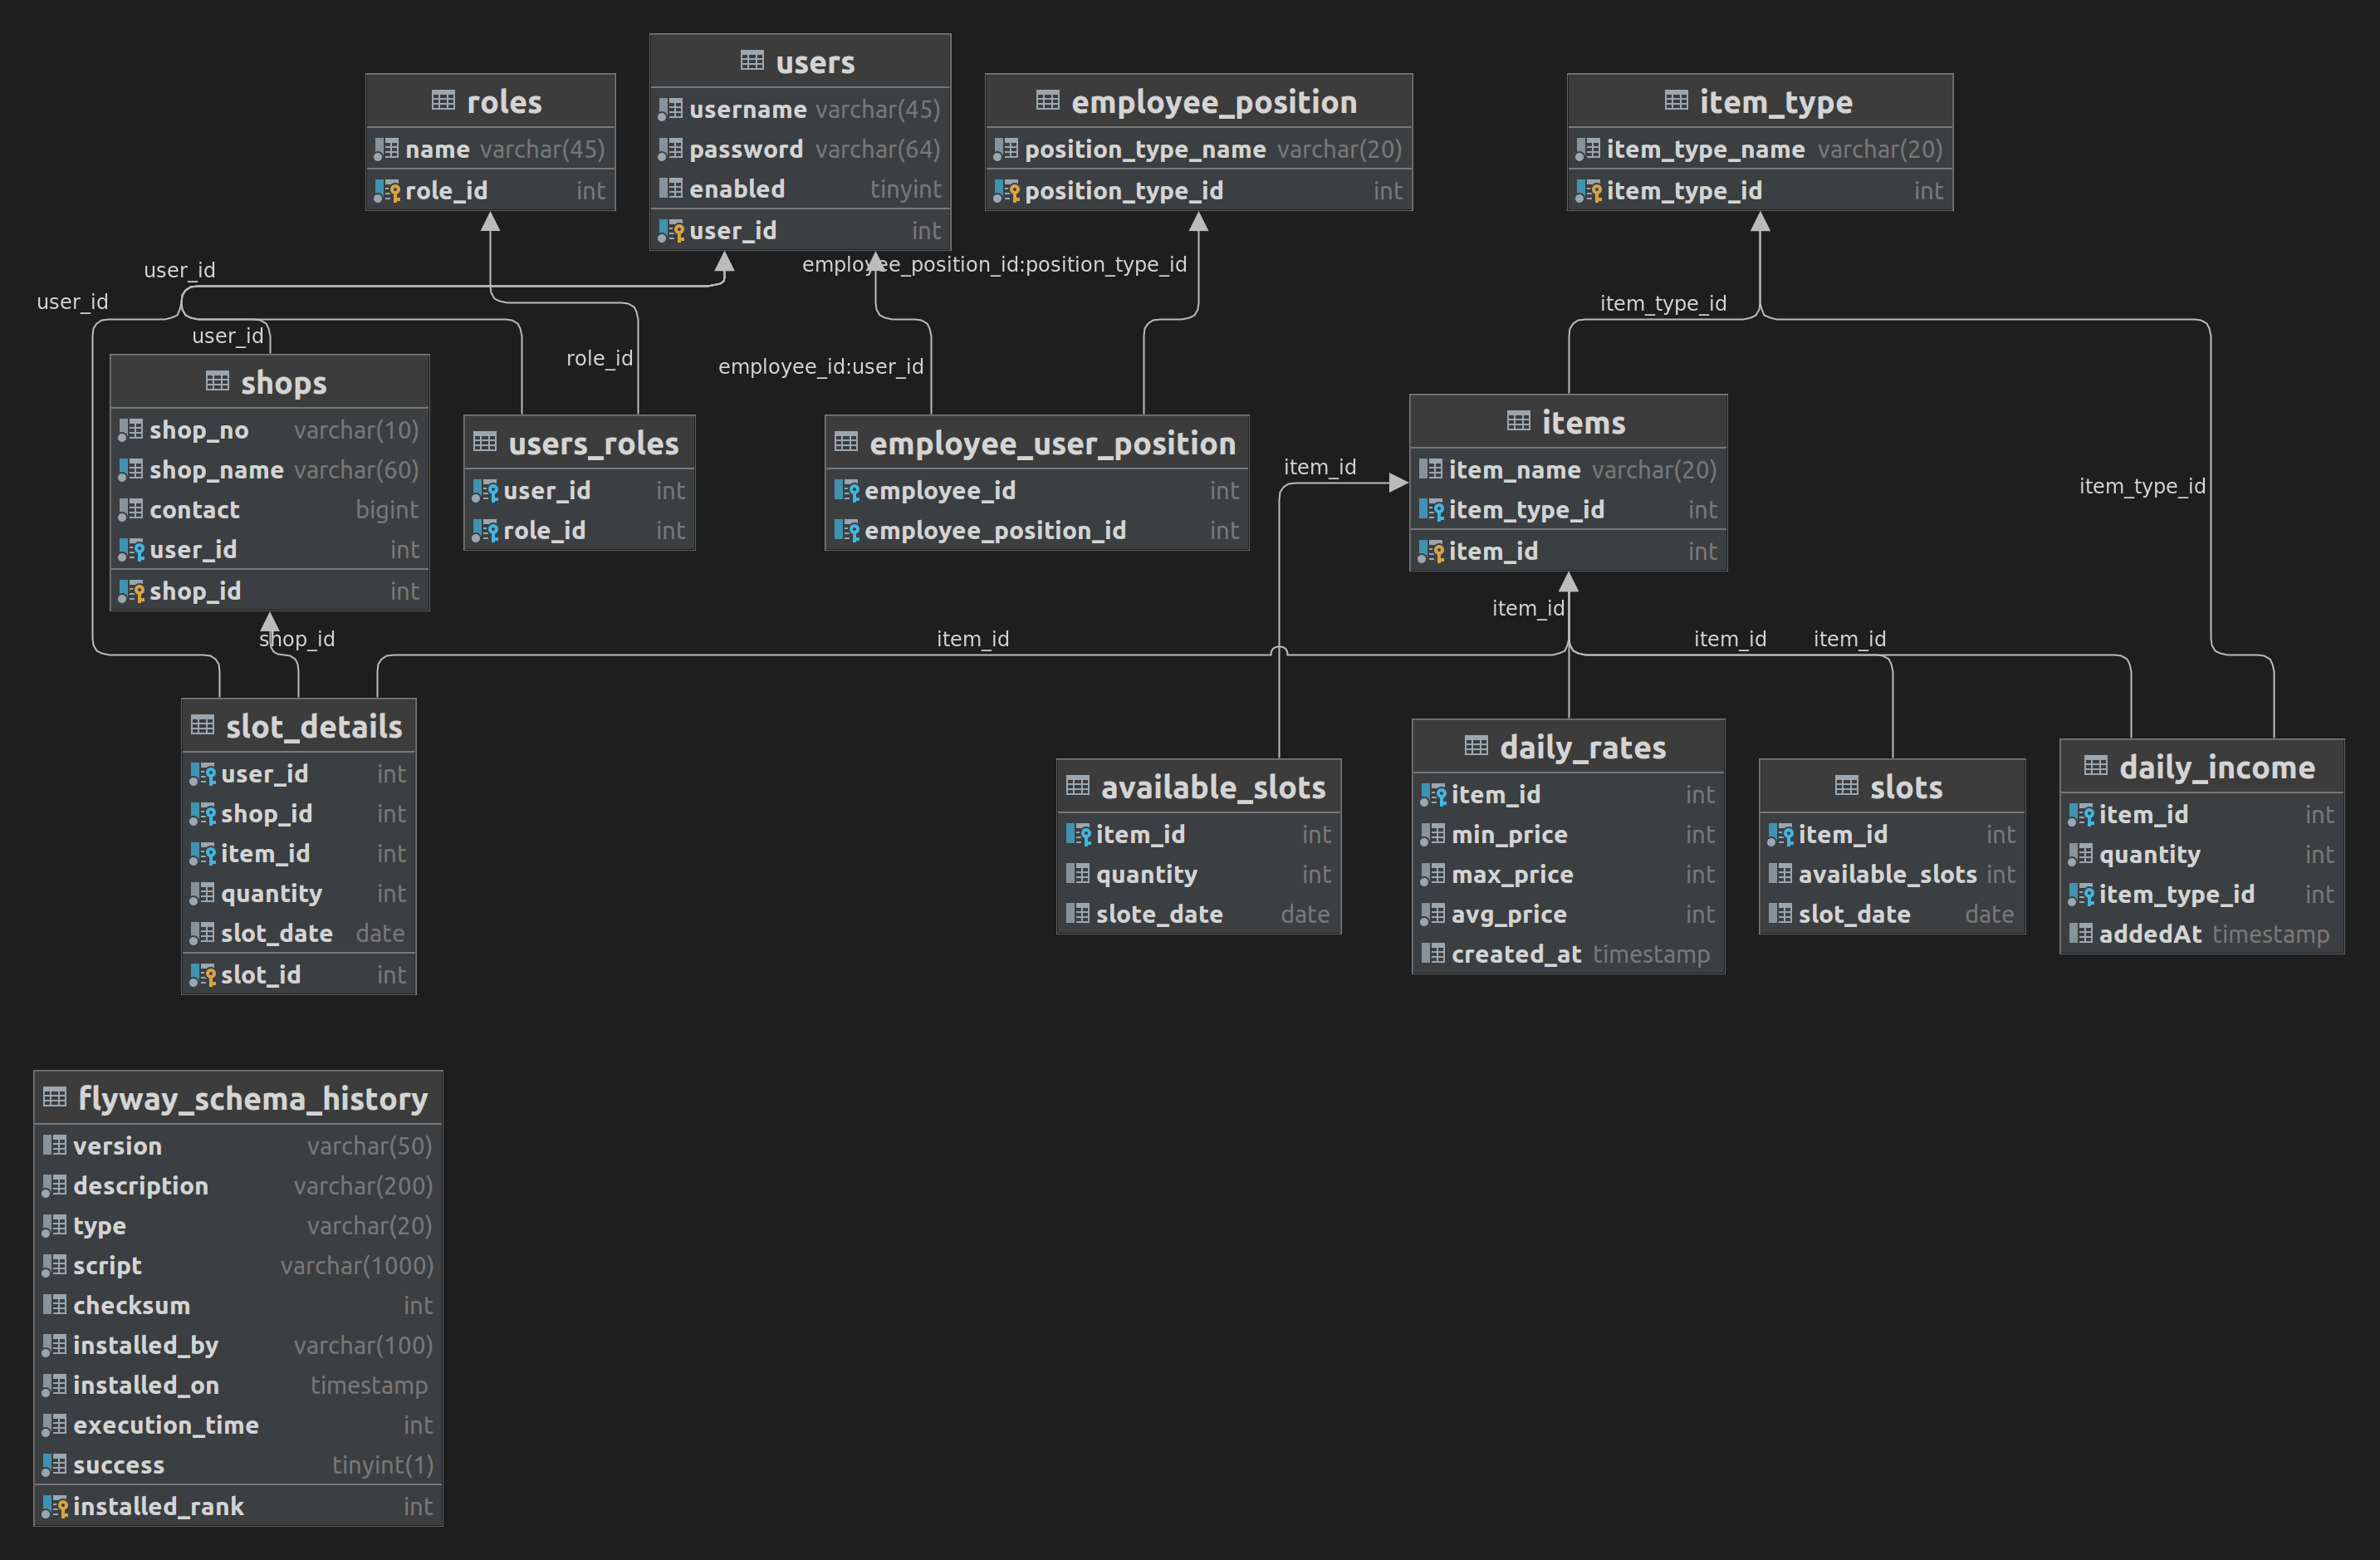 users
username varchar(45)
password varchar(64)
enabled tinyint
user_id int
roles
name varchar(45)
role_id int
employee_position
position_type_name varchar(20)
position_type_id int
item_type
item_type_name varchar(20)
item_type_id int
user_id
user_id
user_id
role_id
employee_position_id:position_type_id
employee_id:user_id
item_type_id
item_type_id
shops
shop_no varchar(10)
shop_name varchar(60)
contact bigint
user_id int
shop_id int
users_roles
user_id int
role_id int
employee_user_position
employee_id int
employee_position_id int
items
item_name varchar(20)
item_type_id int
item_id int
item_id
item_id
shop_id
item_id
item_id
item_id
slot_details
user_id int
shop_id int
item_id int
quantity int
slot_date date
slot_id int
available_slots
item_id int
quantity int
slote_date date
daily_rates
item_id int
min_price int
max_price int
avg_price int
created_at timestamp
slots
item_id int
available_slots int
slot_date date
daily_income
item_id int
quantity int
item_type_id int
addedAt timestamp
flyway_schema_history
version varchar(50)
description varchar(200)
type varchar(20)
script varchar(1000)
checksum int
installed_by varchar(100)
installed_on timestamp
execution_time int
success tinyint(1)
installed_rank int